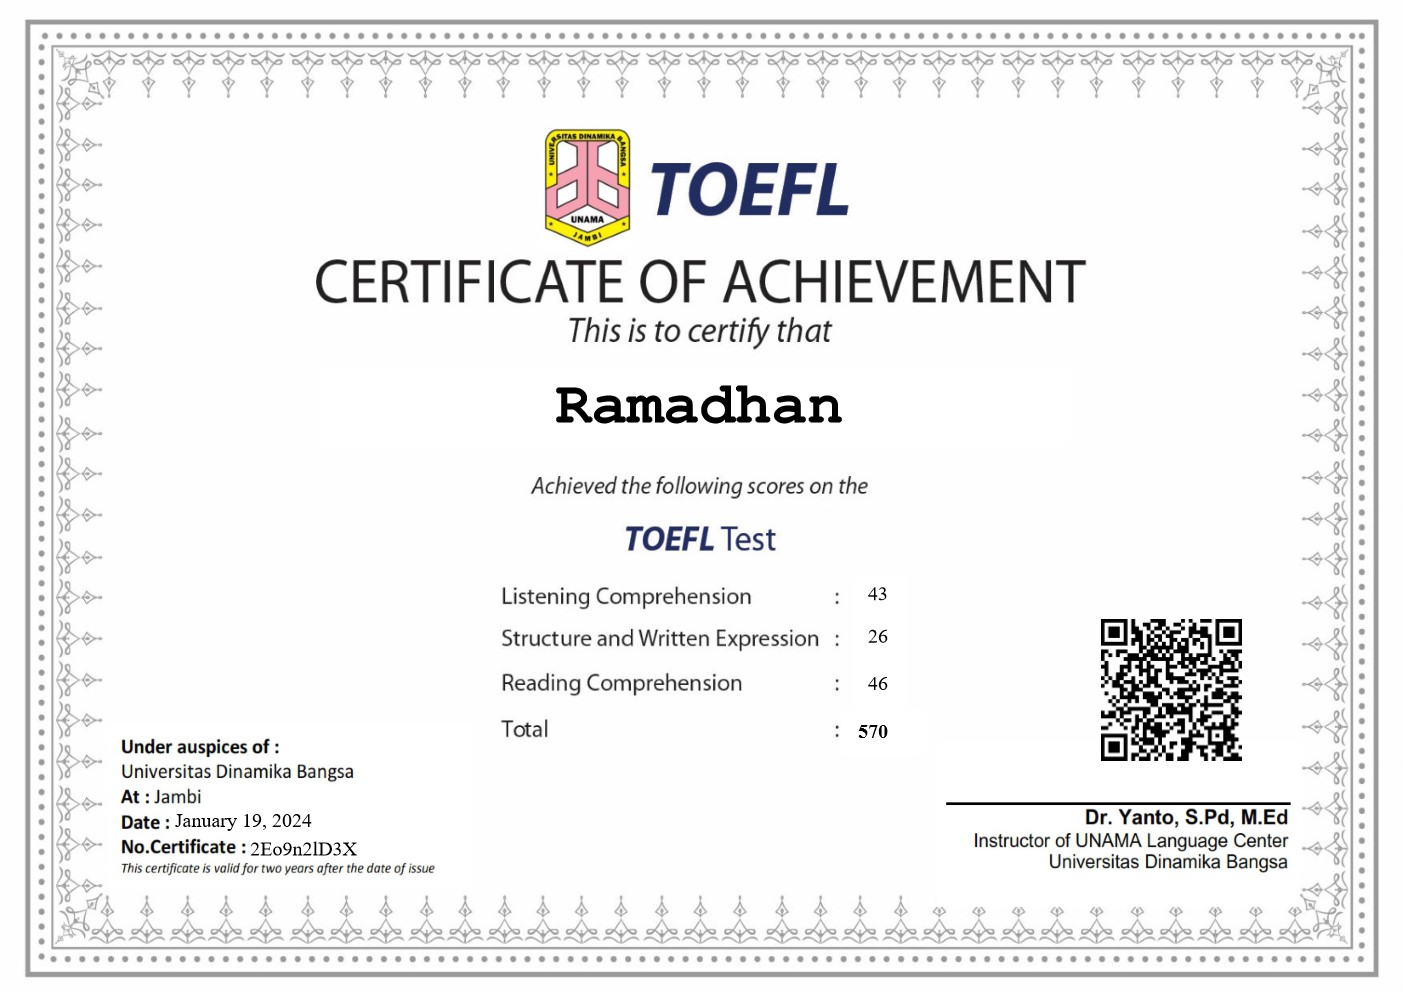 UNIVERSITAS DINAMIKA BANGSA
UNAMA
JAMBI
TOEFL
CERTIFICATE OF ACHIEVEMENT
This is to certify that
Ramadhan
Achieved the following scores on the
TOEFL Test
Listening Comprehension : 43
Structure and Written Expression : 26
Reading Comprehension : 46
Total : 570
Under auspices of :
Universitas Dinamika Bangsa
At : Jambi
Date : January 19, 2024
No.Certificate : 2Eo9n2lD3X
This certificate is valid for two years after the date of issue
Dr. Yanto, S.Pd, M.Ed
Instructor of UNAMA Language Center
Universitas Dinamika Bangsa